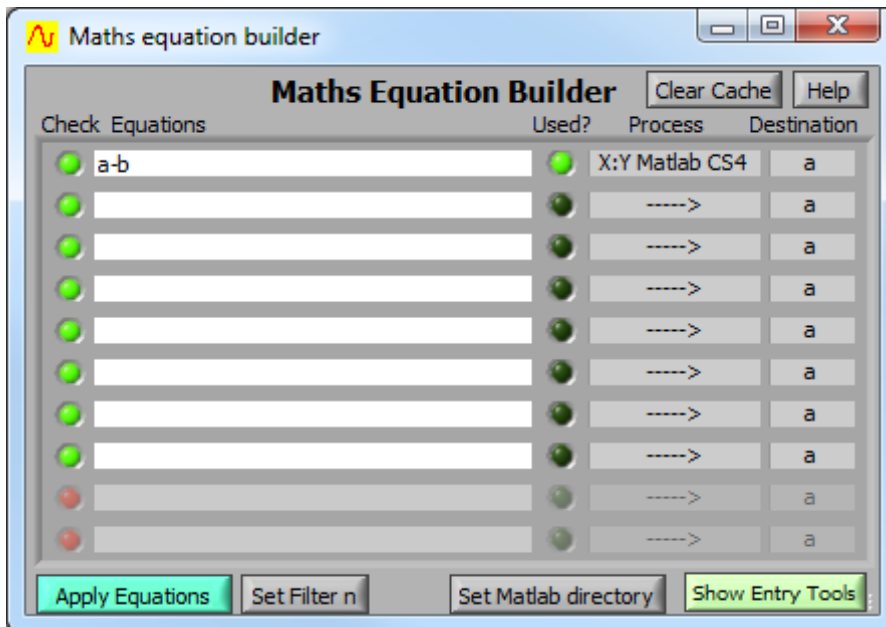 Maths equation builder
Maths Equation Builder Clear Cache Help
Check Equations Used? Process Destination
a-b X:Y Matlab CS4 a
-----> a
-----> a
-----> a
-----> a
-----> a
-----> a
-----> a
-----> a
-----> a
Apply Equations Set Filter n Set Matlab directory Show Entry Tools